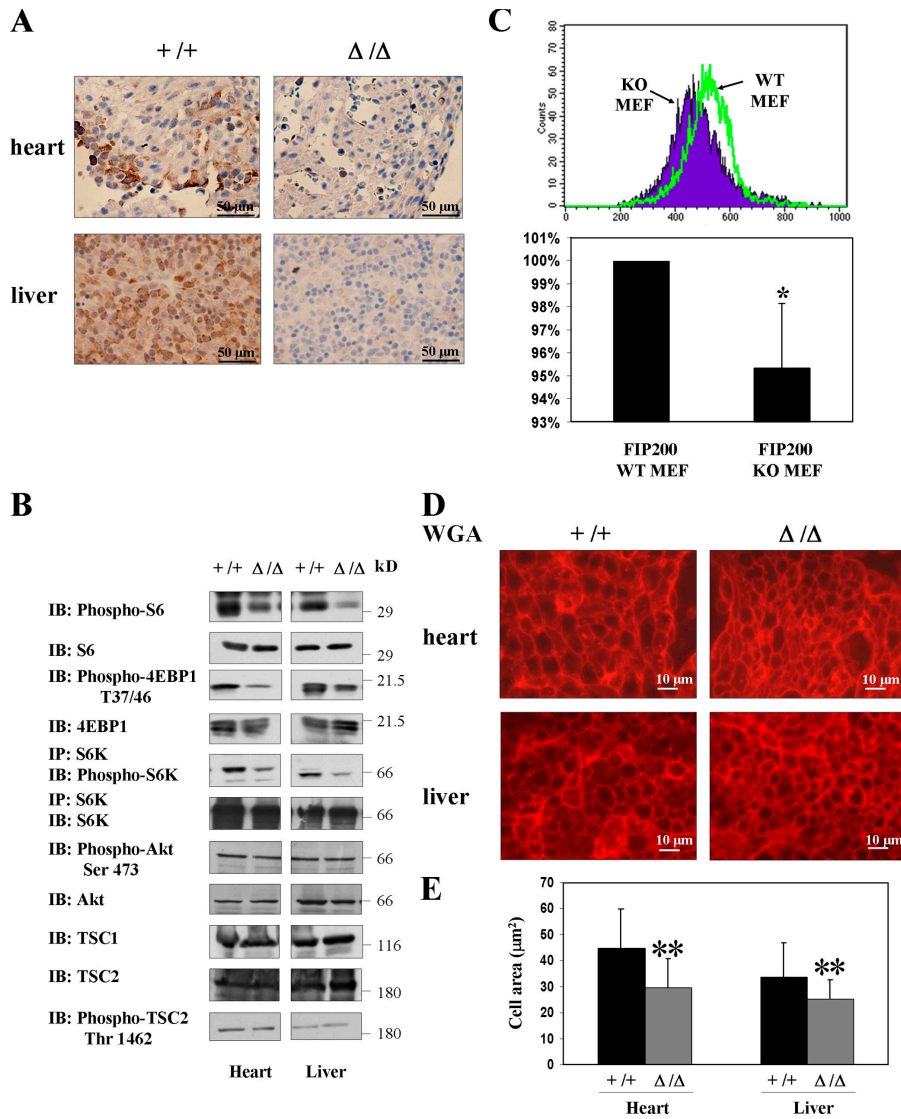 A
+/+
Δ/Δ
heart
50 μm
50 μm
liver
50 μm
50 μm
C
80
70
60
50
40
30
20
10
0
Counts
KO
MEF
WT
MEF
0
200
400
600
800
1000
101%
100%
99%
98%
97%
96%
95%
94%
93%
*
FIP200
WT MEF
FIP200
KO MEF
B
+/+ Δ/Δ +/+ Δ/Δ kD
IB: Phospho-S6
29
IB: S6
29
IB: Phospho-4EBP1
T37/46
21.5
IB: 4EBP1
21.5
IP: S6K
IB: Phospho-S6K
66
IP: S6K
IB: S6K
66
IB: Phospho-Akt
Ser 473
66
IB: Akt
66
IB: TSC1
116
IB: TSC2
180
IB: Phospho-TSC2
Thr 1462
180
Heart
Liver
D
WGA
+/+
Δ/Δ
heart
10 μm
10 μm
liver
10 μm
10 μm
E
Cell area (μm²)
70
60
50
40
30
20
10
0
**
**
+/+ Δ/Δ
+/+ Δ/Δ
Heart
Liver